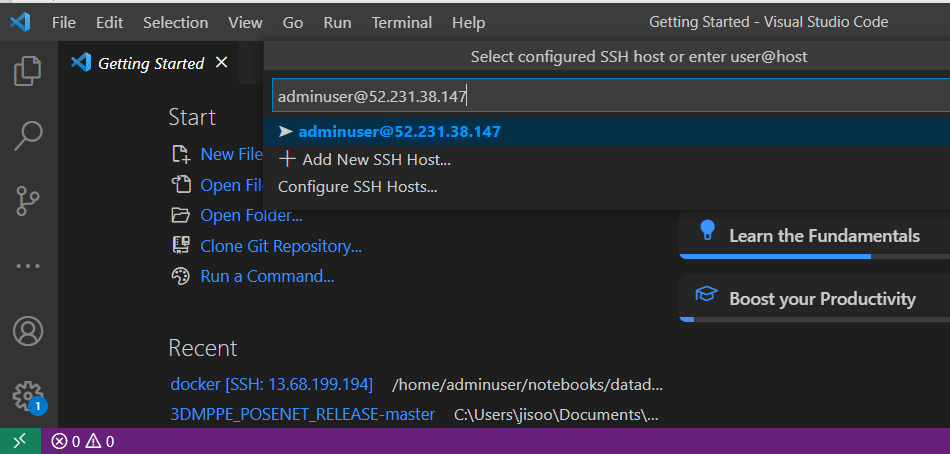 File Edit Selection View Go Run Terminal Help Getting Started - Visual Studio Code
Getting Started
Select configured SSH host or enter user@host
adminuser@52.231.38.147
adminuser@52.231.38.147
Add New SSH Host...
Configure SSH Hosts...
Start
New File
Open Fil
Open Folder...
Clone Git Repository...
Run a Command...
Learn the Fundamentals
Boost your Productivity
Recent
docker [SSH: 13.68.199.194] /home/adminuser/notebooks/datad...
3DMPPE_POSENET_RELEASE-master C:\Users\jisoo\Documents\...
1
0 0